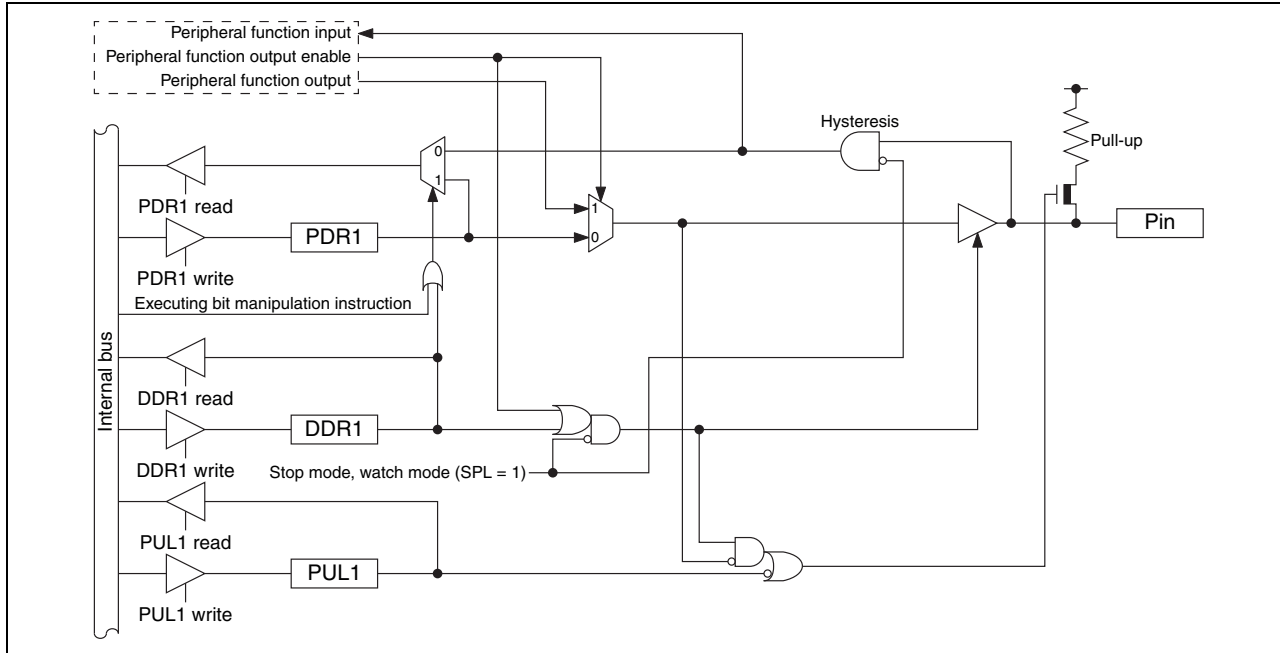 Peripheral function input
Peripheral function output enable
Peripheral function output
Hysteresis
Pull-up
0
1
PDR1 read
1
0
PDR1
Pin
PDR1 write
Executing bit manipulation instruction
Internal bus
DDR1 read
DDR1
DDR1 write
Stop mode, watch mode (SPL = 1)
PUL1 read
PUL1
PUL1 write